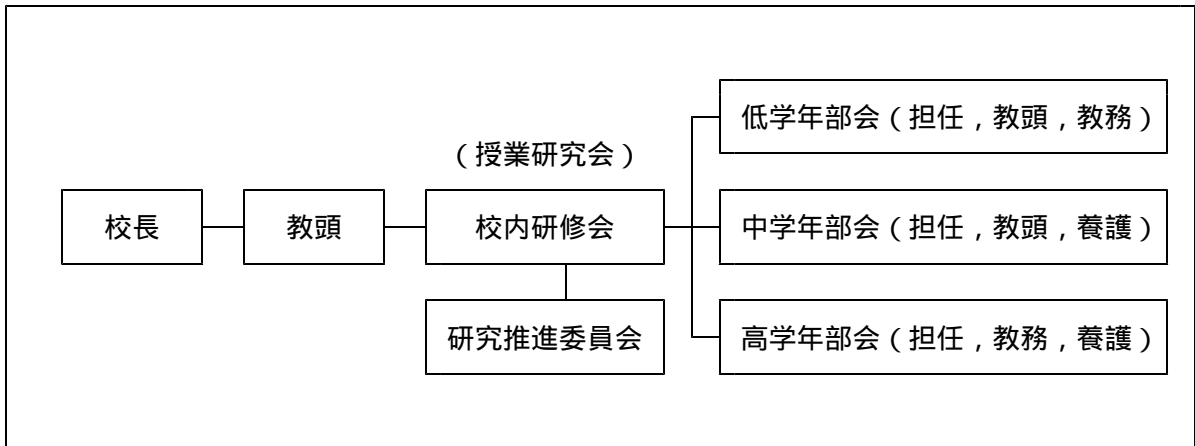 低学年部会（担任，教頭，教務）
（授業研究会）
校長
教頭
校内研修会
中学年部会（担任，教頭，養護）
研究推進委員会
高学年部会（担任，教務，養護）